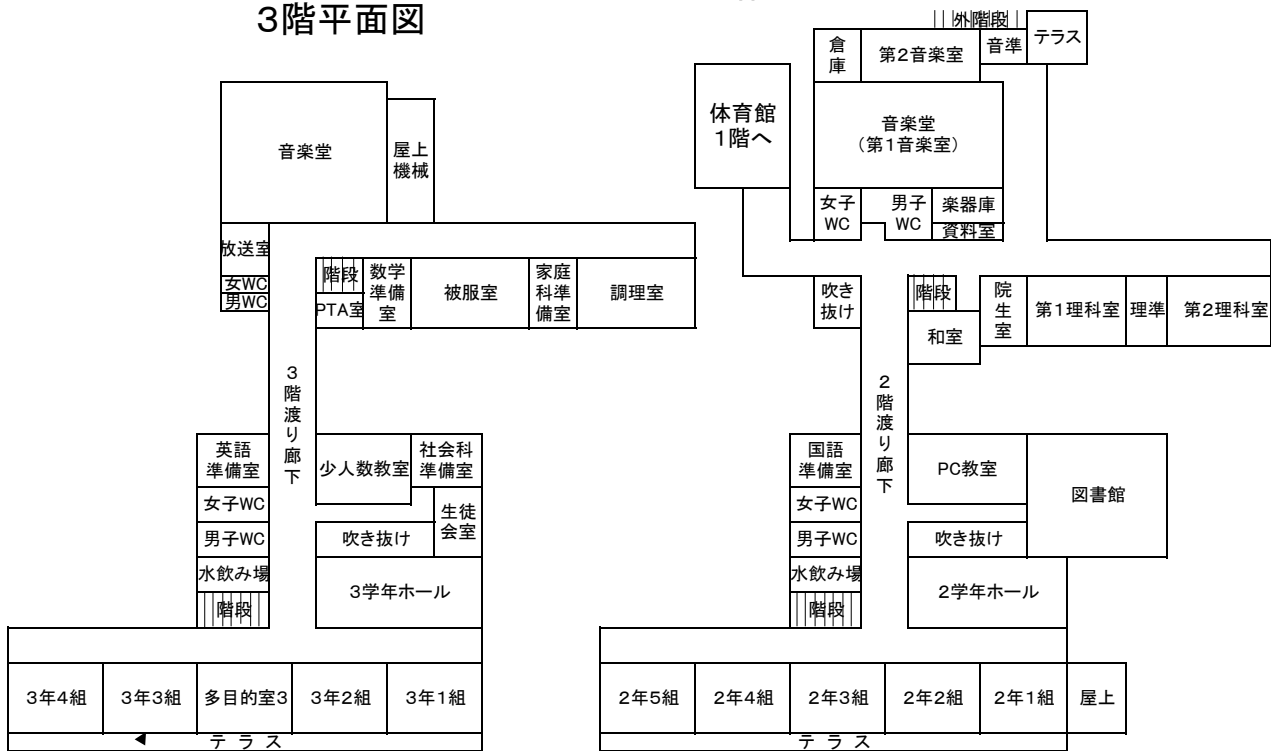 3階平面図
音楽堂
屋上
機械
放送室
女WC
男WC
階段
PTA室
数学
準備
室
被服室
家庭
科準
備室
調理室
3階渡り廊下
英語
準備室
女子WC
男子WC
水飲み場
階段
少人数教室
社会科
準備室
生徒
会室
吹き抜け
3学年ホール
3年4組
3年3組
多目的室3
3年2組
3年1組
テラス
外階段
倉庫
第2音楽室
音準
テラス
体育館
1階へ
音楽堂
(第1音楽室)
女子
WC
男子
WC
楽器庫
資料室
吹き
抜け
階段
和室
院生室
第1理科室
理準
第2理科室
2階渡り廊下
国語
準備室
女子WC
男子WC
水飲み場
階段
PC教室
図書館
吹き抜け
2学年ホール
2年5組
2年4組
2年3組
2年2組
2年1組
屋上
テラス